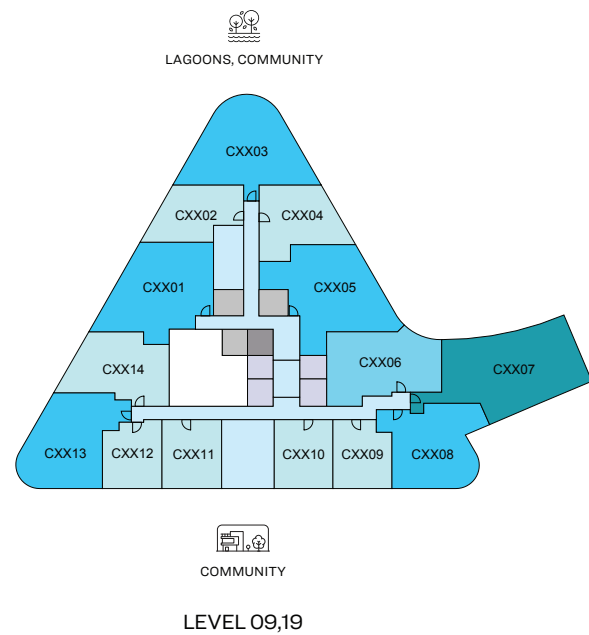 LAGOONS, COMMUNITY
CXX03
CXX02
CXX04
CXX01
CXX05
CXX06
CXX14
CXX07
CXX13
CXX12
CXX11
CXX10
CXX09
CXX08
COMMUNITY
LEVEL 09,19